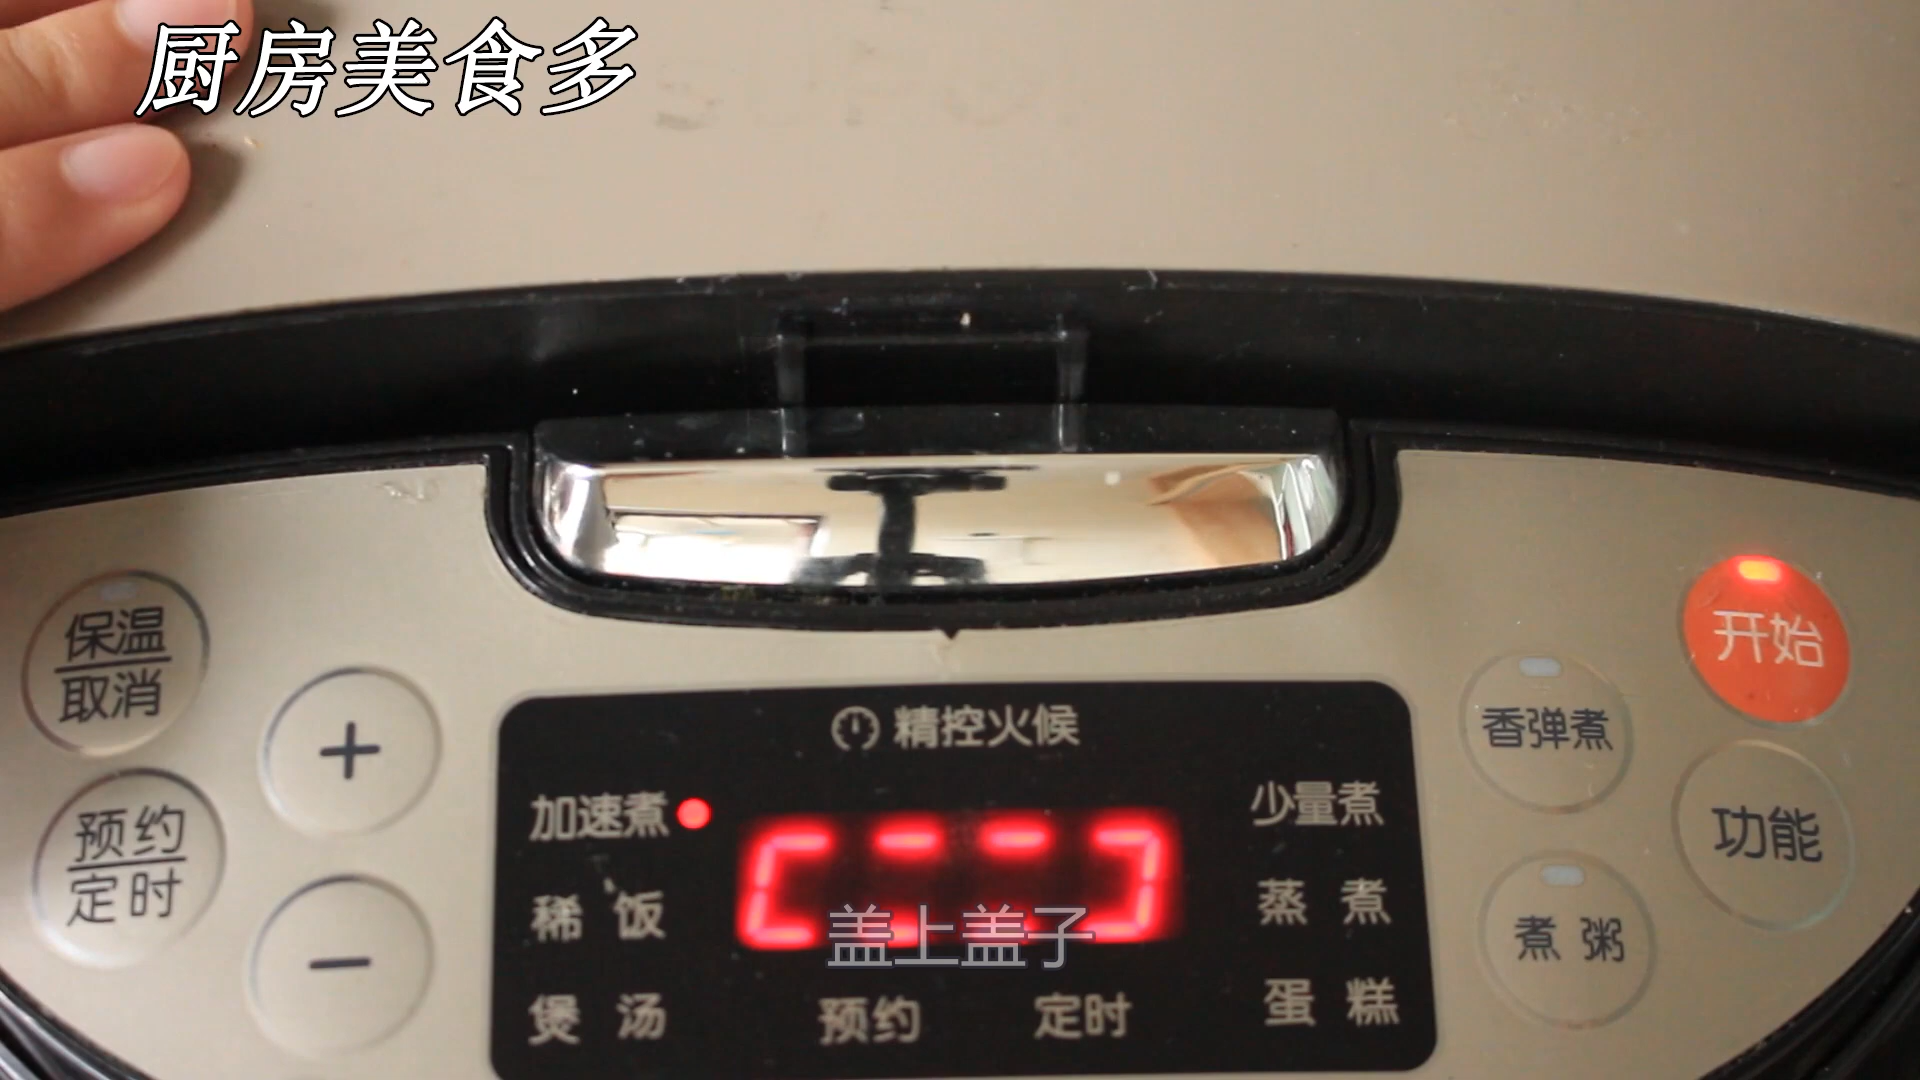 厨房美食多
保温
取消
预约
定时
+
−
精控火候
加速煮
稀饭
煲汤
盖上盖子
预约
定时
少量煮
蒸煮
蛋糕
香弹煮
煮粥
开始
功能